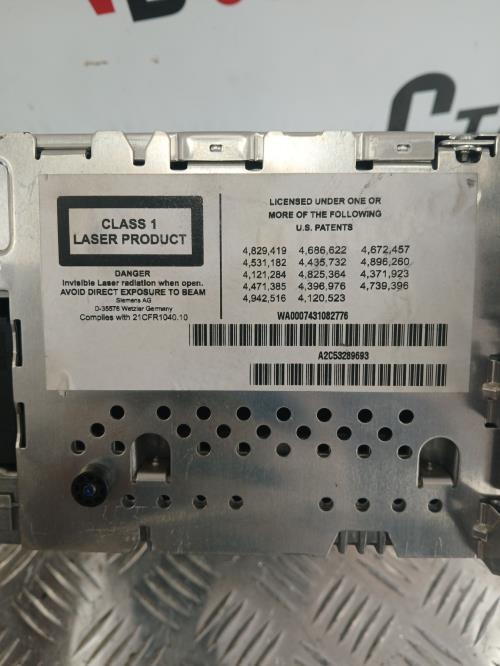 CLASS 1
LASER PRODUCT
DANGER
Invisible Laser radiation when open.
AVOID DIRECT EXPOSURE TO BEAM
Siemens AG
D-35576 Wetzlar Germany
Complies with 21CFR1040.10
LICENSED UNDER ONE OR
MORE OF THE FOLLOWING
U.S. PATENTS
4,829,419 4,686,622 4,672,457
4,531,182 4,435,732 4,896,260
4,121,284 4,825,364 4,371,923
4,471,385 4,396,976 4,739,396
4,942,516 4,120,523
WA0007431082776
A2C53289693